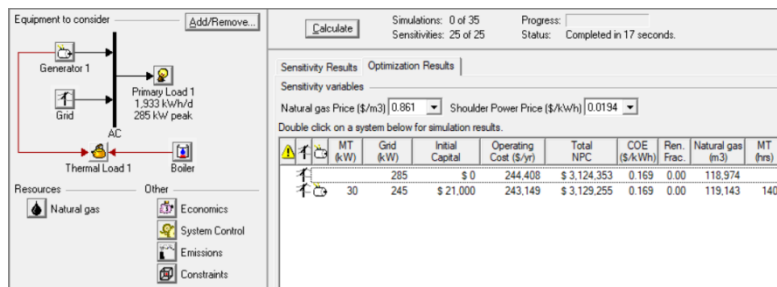 Equipment to consider
Add/Remove...
Generator 1
Grid
AC
Primary Load 1
1,933 kWh/d
285 kW peak
Thermal Load 1
Boiler
Resources
Other
Natural gas
Economics
System Control
Emissions
Constraints
Calculate
Simulations: 0 of 35
Progress:
Sensitivities: 25 of 25
Status: Completed in 17 seconds.
Sensitivity Results
Optimization Results
Sensitivity variables
Natural gas Price ($/m3) 0.861 Shoulder Power Price ($/kWh) 0.0194
Double click on a system below for simulation results.
MT (kW) Grid (kW) Initial Capital Operating Cost ($/yr) Total NPC COE ($/kWh) Ren. Frac. Natural gas (m3) MT (hrs)
285 $ 0 244,408 $ 3,124,353 0.169 0.00 118,974
30 245 $ 21,000 243,149 $ 3,129,255 0.169 0.00 119,143 140